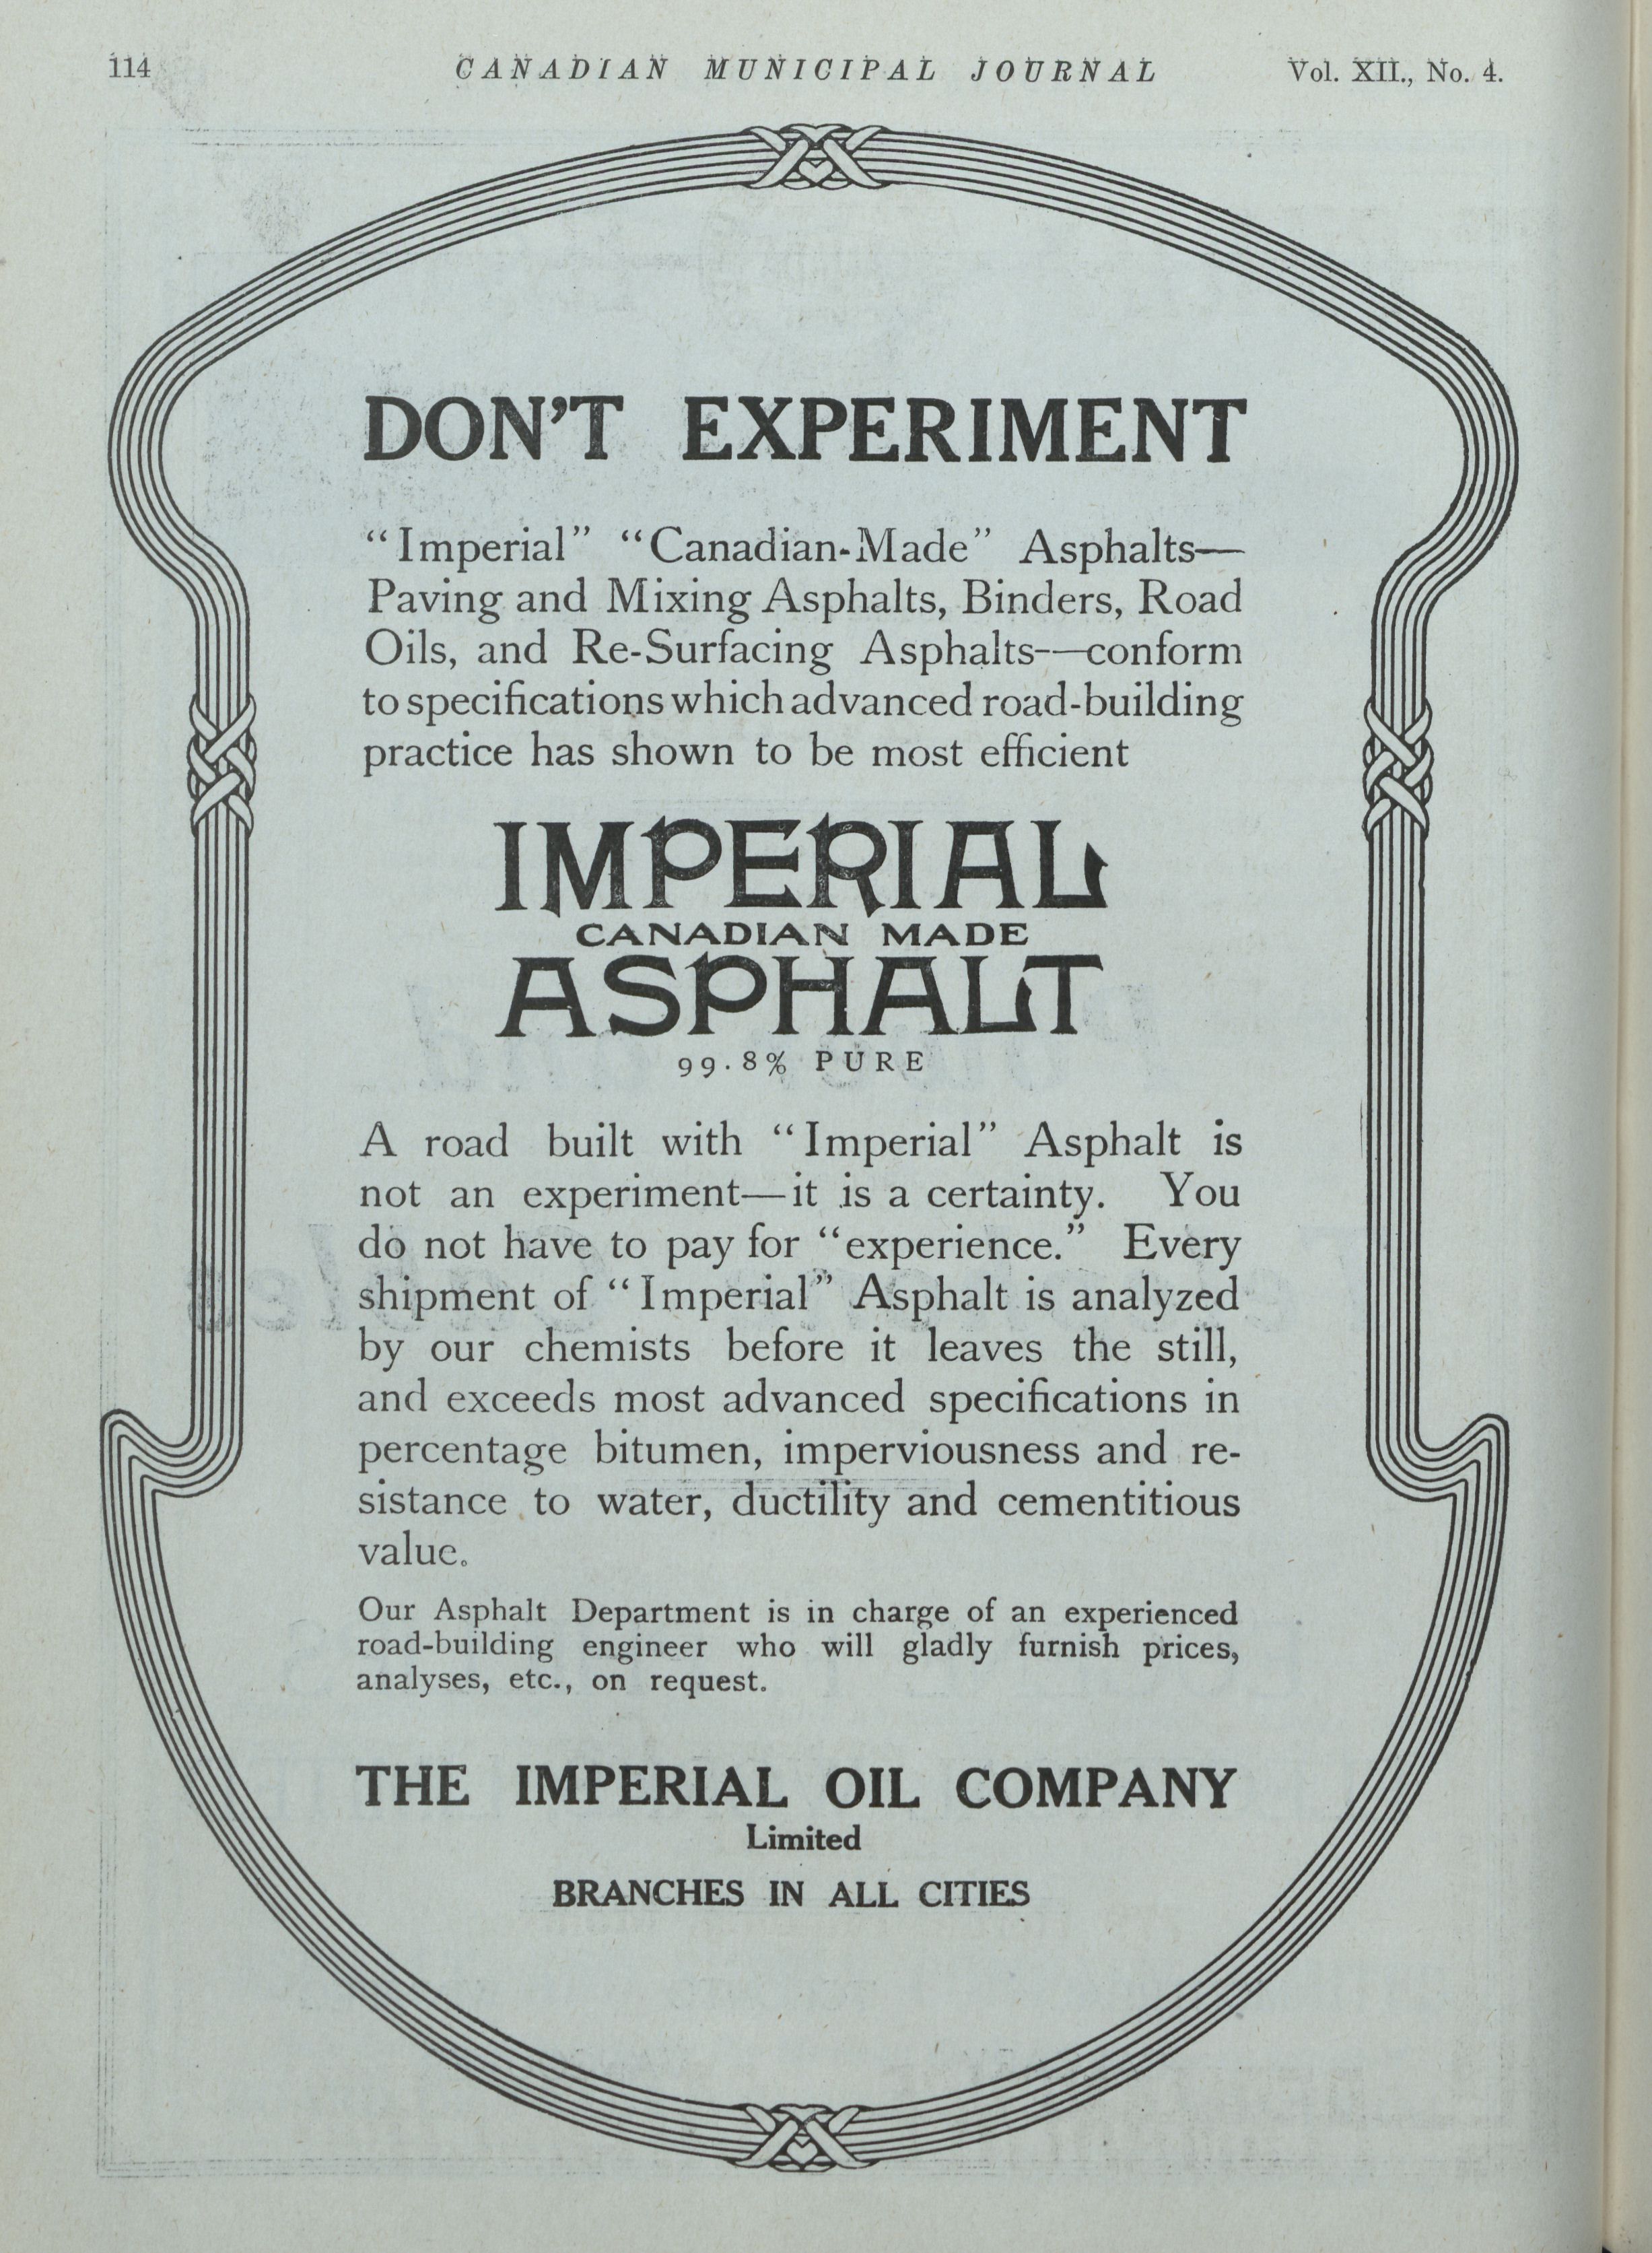 114 CANADIAN MUNICIPAL JOURNAL Vol. XII., No. 4.
DON'T EXPERIMENT
"Imperial" "Canadian-Made" Asphalts—
Paving and Mixing Asphalts, Binders, Road
Oils, and Re-Surfacing Asphalts-—conform
to specifications which advanced road-building
practice has shown to be most efficient
IMPERIAL
CANADIAN MADE
ASPHALT
99.8% PURE
A road built with "Imperial" Asphalt is
not an experiment—it is a certainty. You
do not have to pay for "experience." Every
shipment of "Imperial" Asphalt is analyzed
by our chemists before it leaves the still,
and exceeds most advanced specifications in
percentage bitumen, imperviousness and re-
sistance to water, ductility and cementitious
value.
Our Asphalt Department is in charge of an experienced
road-building engineer who will gladly furnish prices,
analyses, etc., on request.
THE IMPERIAL OIL COMPANY
Limited
BRANCHES IN ALL CITIES